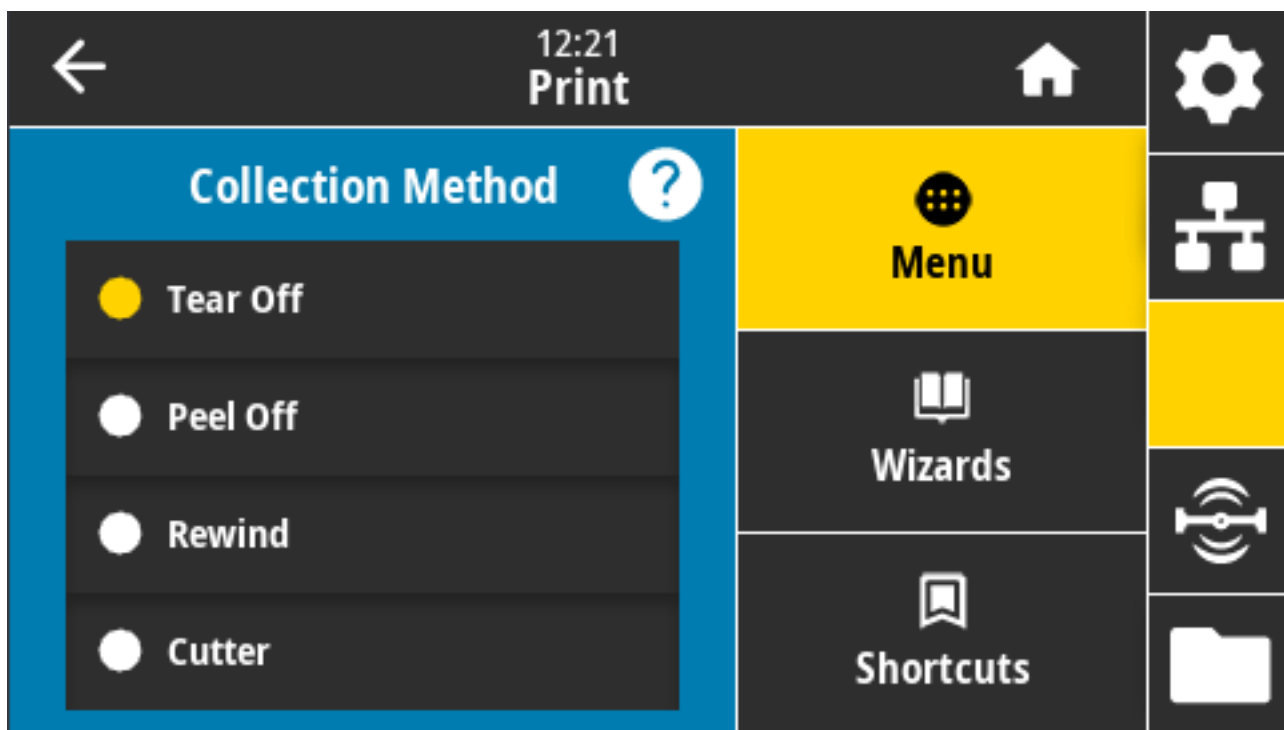 12:21
Print
Collection Method
?
Tear Off
Peel Off
Rewind
Cutter
Menu
Wizards
Shortcuts